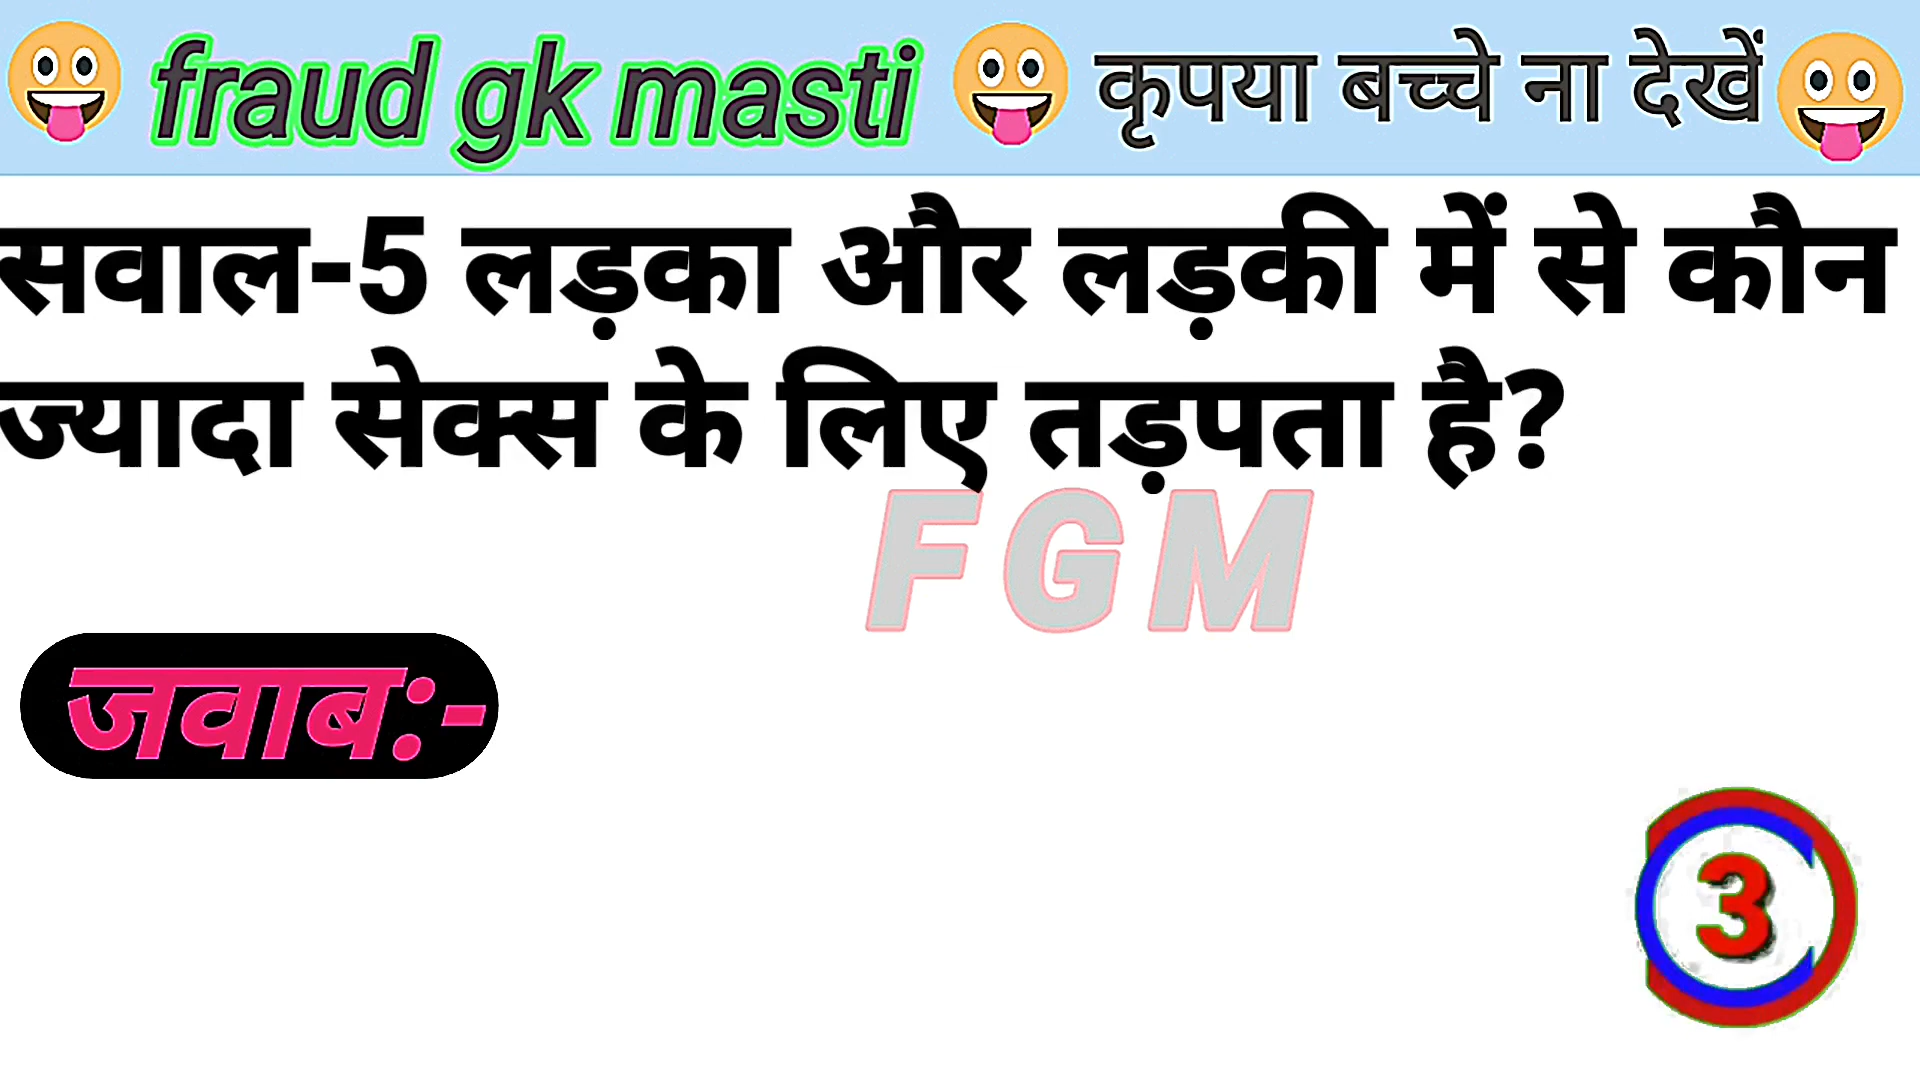 fraud gk masti कृपया बच्चे ना देखें
सवाल-5 लड़का और लड़की में से कौन
ज्यादा सेक्स के लिए तड़पता है?
FGM
जवाब:-
3